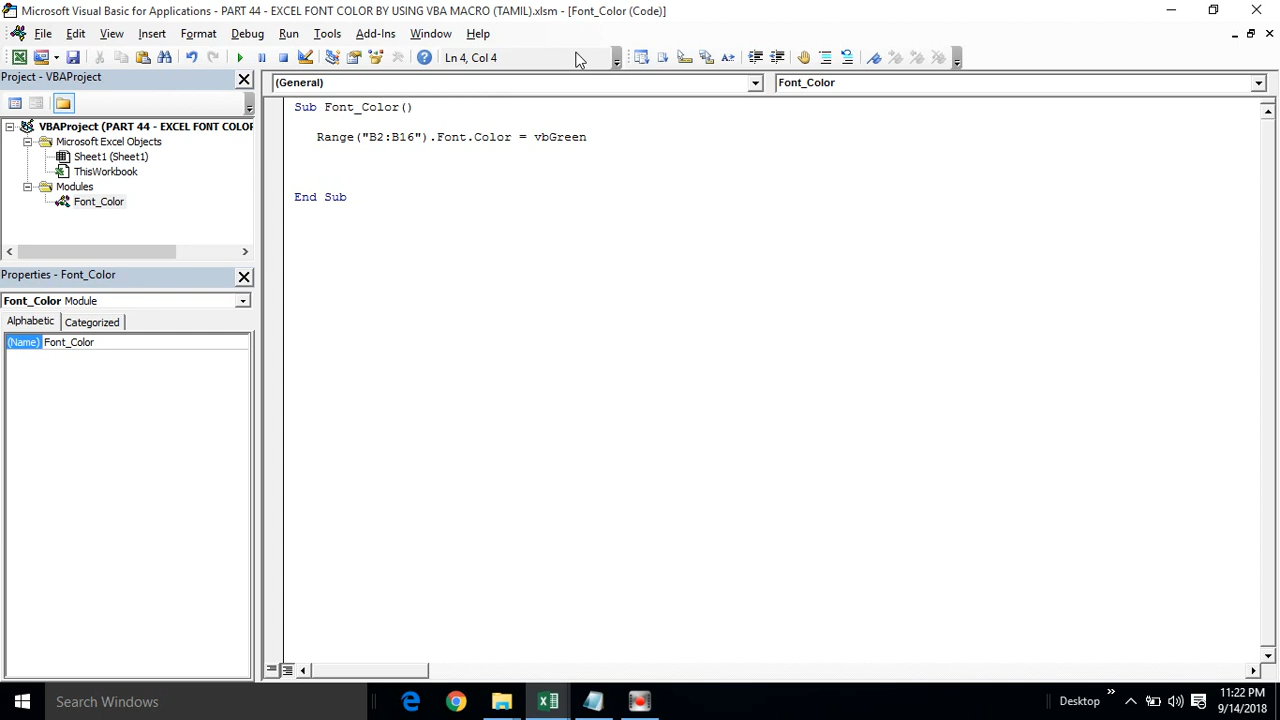 Microsoft Visual Basic for Applications - PART 44 - EXCEL FONT COLOR BY USING VBA MACRO (TAMIL).xlsm - [Font_Color (Code)]
File Edit View Insert Format Debug Run Tools Add-Ins Window Help
Ln 4, Col 4
Project - VBAProject
VBAProject (PART 44 - EXCEL FONT COLOR
Microsoft Excel Objects
Sheet1 (Sheet1)
ThisWorkbook
Modules
Font_Color
Properties - Font_Color
Font_Color Module
Alphabetic Categorized
(Name) Font_Color
(General) Font_Color
Sub Font_Color()
Range("B2:B16").Font.Color = vbGreen
End Sub
Search Windows
Desktop
11:22 PM
9/14/2018